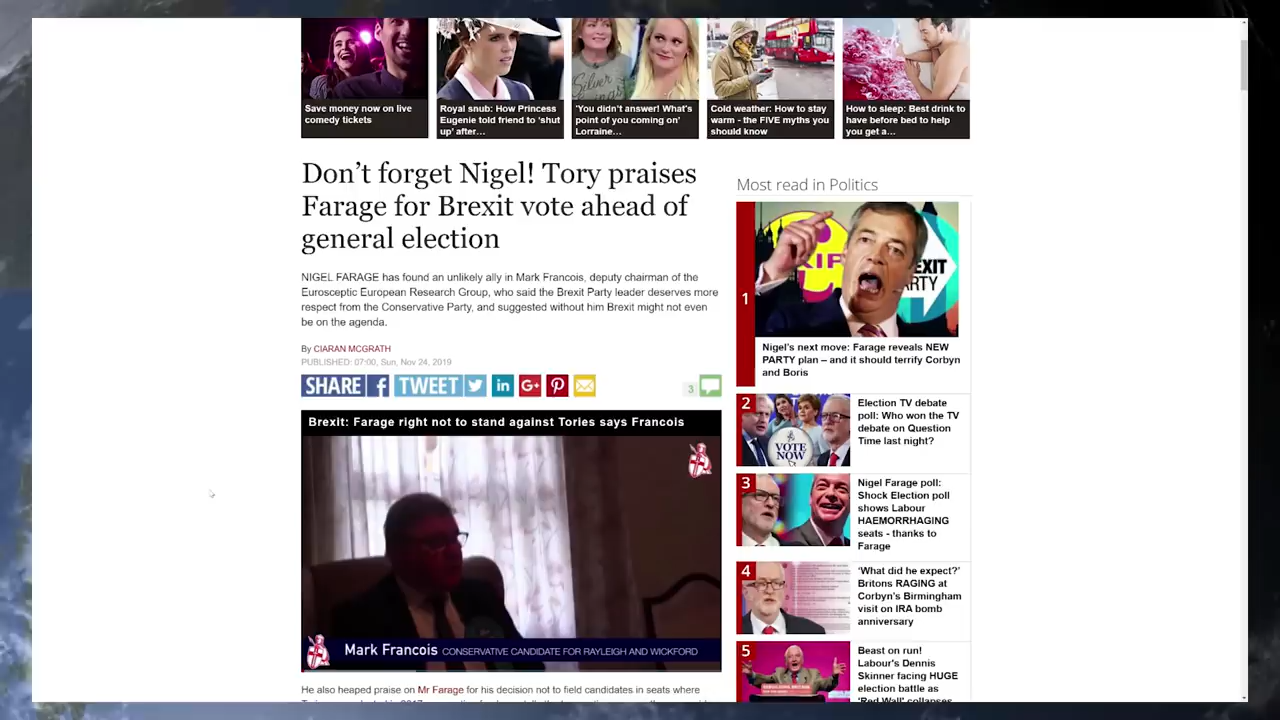 Save money now on live
comedy tickets
Royal snub: How Princess
Eugenie told friend to 'shut
up' after…
'You didn't answer! What's
point of you coming on'
Lorraine…
Cold weather: How to stay
warm - the FIVE myths you
should know
How to sleep: Best drink to
have before bed to help
you get a…
Don't forget Nigel! Tory praises
Farage for Brexit vote ahead of
general election
NIGEL FARAGE has found an unlikely ally in Mark Francois, deputy chairman of the
Eurosceptic European Research Group, who said the Brexit Party leader deserves more
respect from the Conservative Party, and suggested without him Brexit might not even
be on the agenda.
By CIARAN MCGRATH
PUBLISHED: 07:00, Sun, Nov 24, 2019
SHARE f TWEET in G+ 3
Brexit: Farage right not to stand against Tories says Francois
Mark Francois CONSERVATIVE CANDIDATE FOR RAYLEIGH AND WICKFORD
He also heaped praise on Mr Farage for his decision not to field candidates in seats where
Most read in Politics
1
Nigel's next move: Farage reveals NEW
PARTY plan – and it should terrify Corbyn
and Boris
2
VOTE
NOW
Election TV debate
poll: Who won the TV
debate on Question
Time last night?
3
Nigel Farage poll:
Shock Election poll
shows Labour
HAEMORRHAGING
seats - thanks to
Farage
4
'What did he expect?'
Britons RAGING at
Corbyn's Birmingham
visit on IRA bomb
anniversary
5
Beast on run!
Labour's Dennis
Skinner facing HUGE
election battle as
'Red Wall' collapses